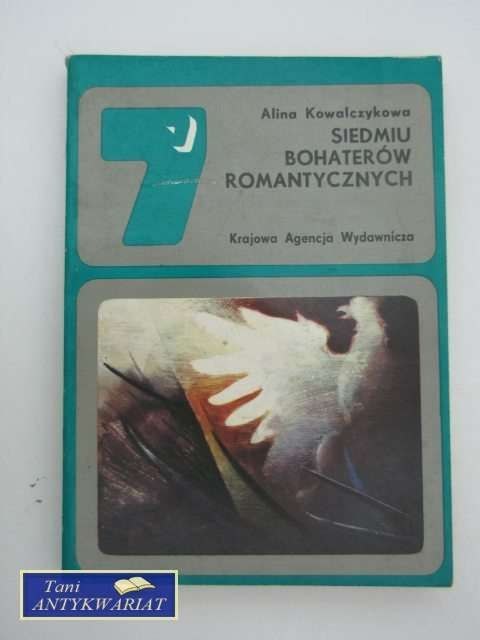 7
Alina Kowalczykowa
SIEDMIU
BOHATERÓW
ROMANTYCZNYCH
Krajowa Agencja Wydawnicza
Tani
ANTYKWARIAT